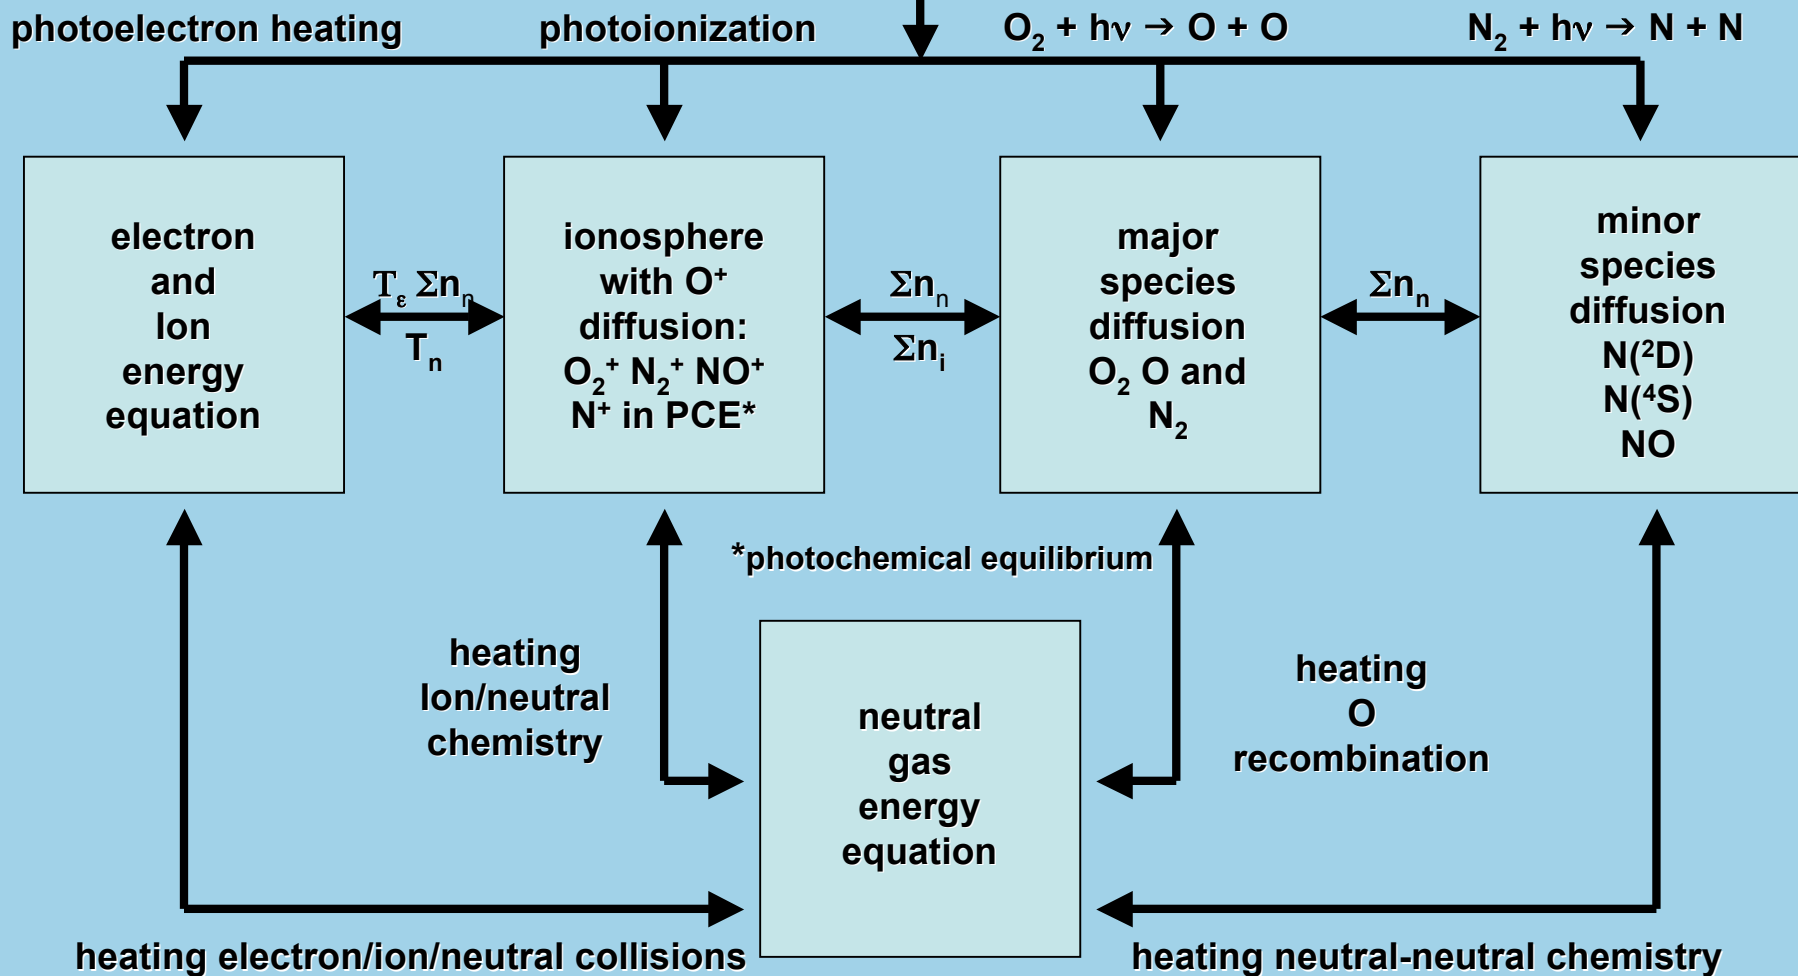 photoelectron heating
photoionization
O₂ + hν → O + O
N₂ + hν → N + N
electron
and
Ion
energy
equation
Tε Σnₙ
Tₙ
ionosphere
with O⁺
diffusion:
O₂⁺ N₂⁺ NO⁺
N⁺ in PCE*
Σnₙ
Σnᵢ
major
species
diffusion
O₂ O and
N₂
Σnₙ
minor
species
diffusion
N(²D)
N(⁴S)
NO
*photochemical equilibrium
heating
Ion/neutral
chemistry
neutral
gas
energy
equation
heating
O
recombination
heating electron/ion/neutral collisions
heating neutral-neutral chemistry